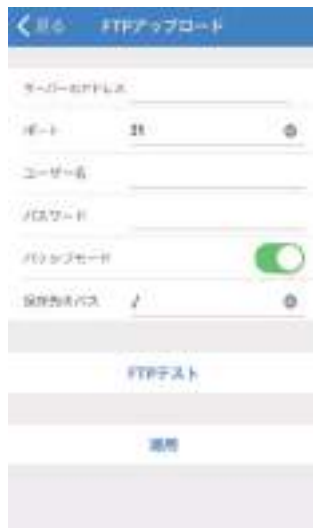 戻る FTPアップロード
サーバーのアドレス
ポート 21
ユーザー名
パスワード
パッシブモード
保存先のパス /
FTPテスト
適用